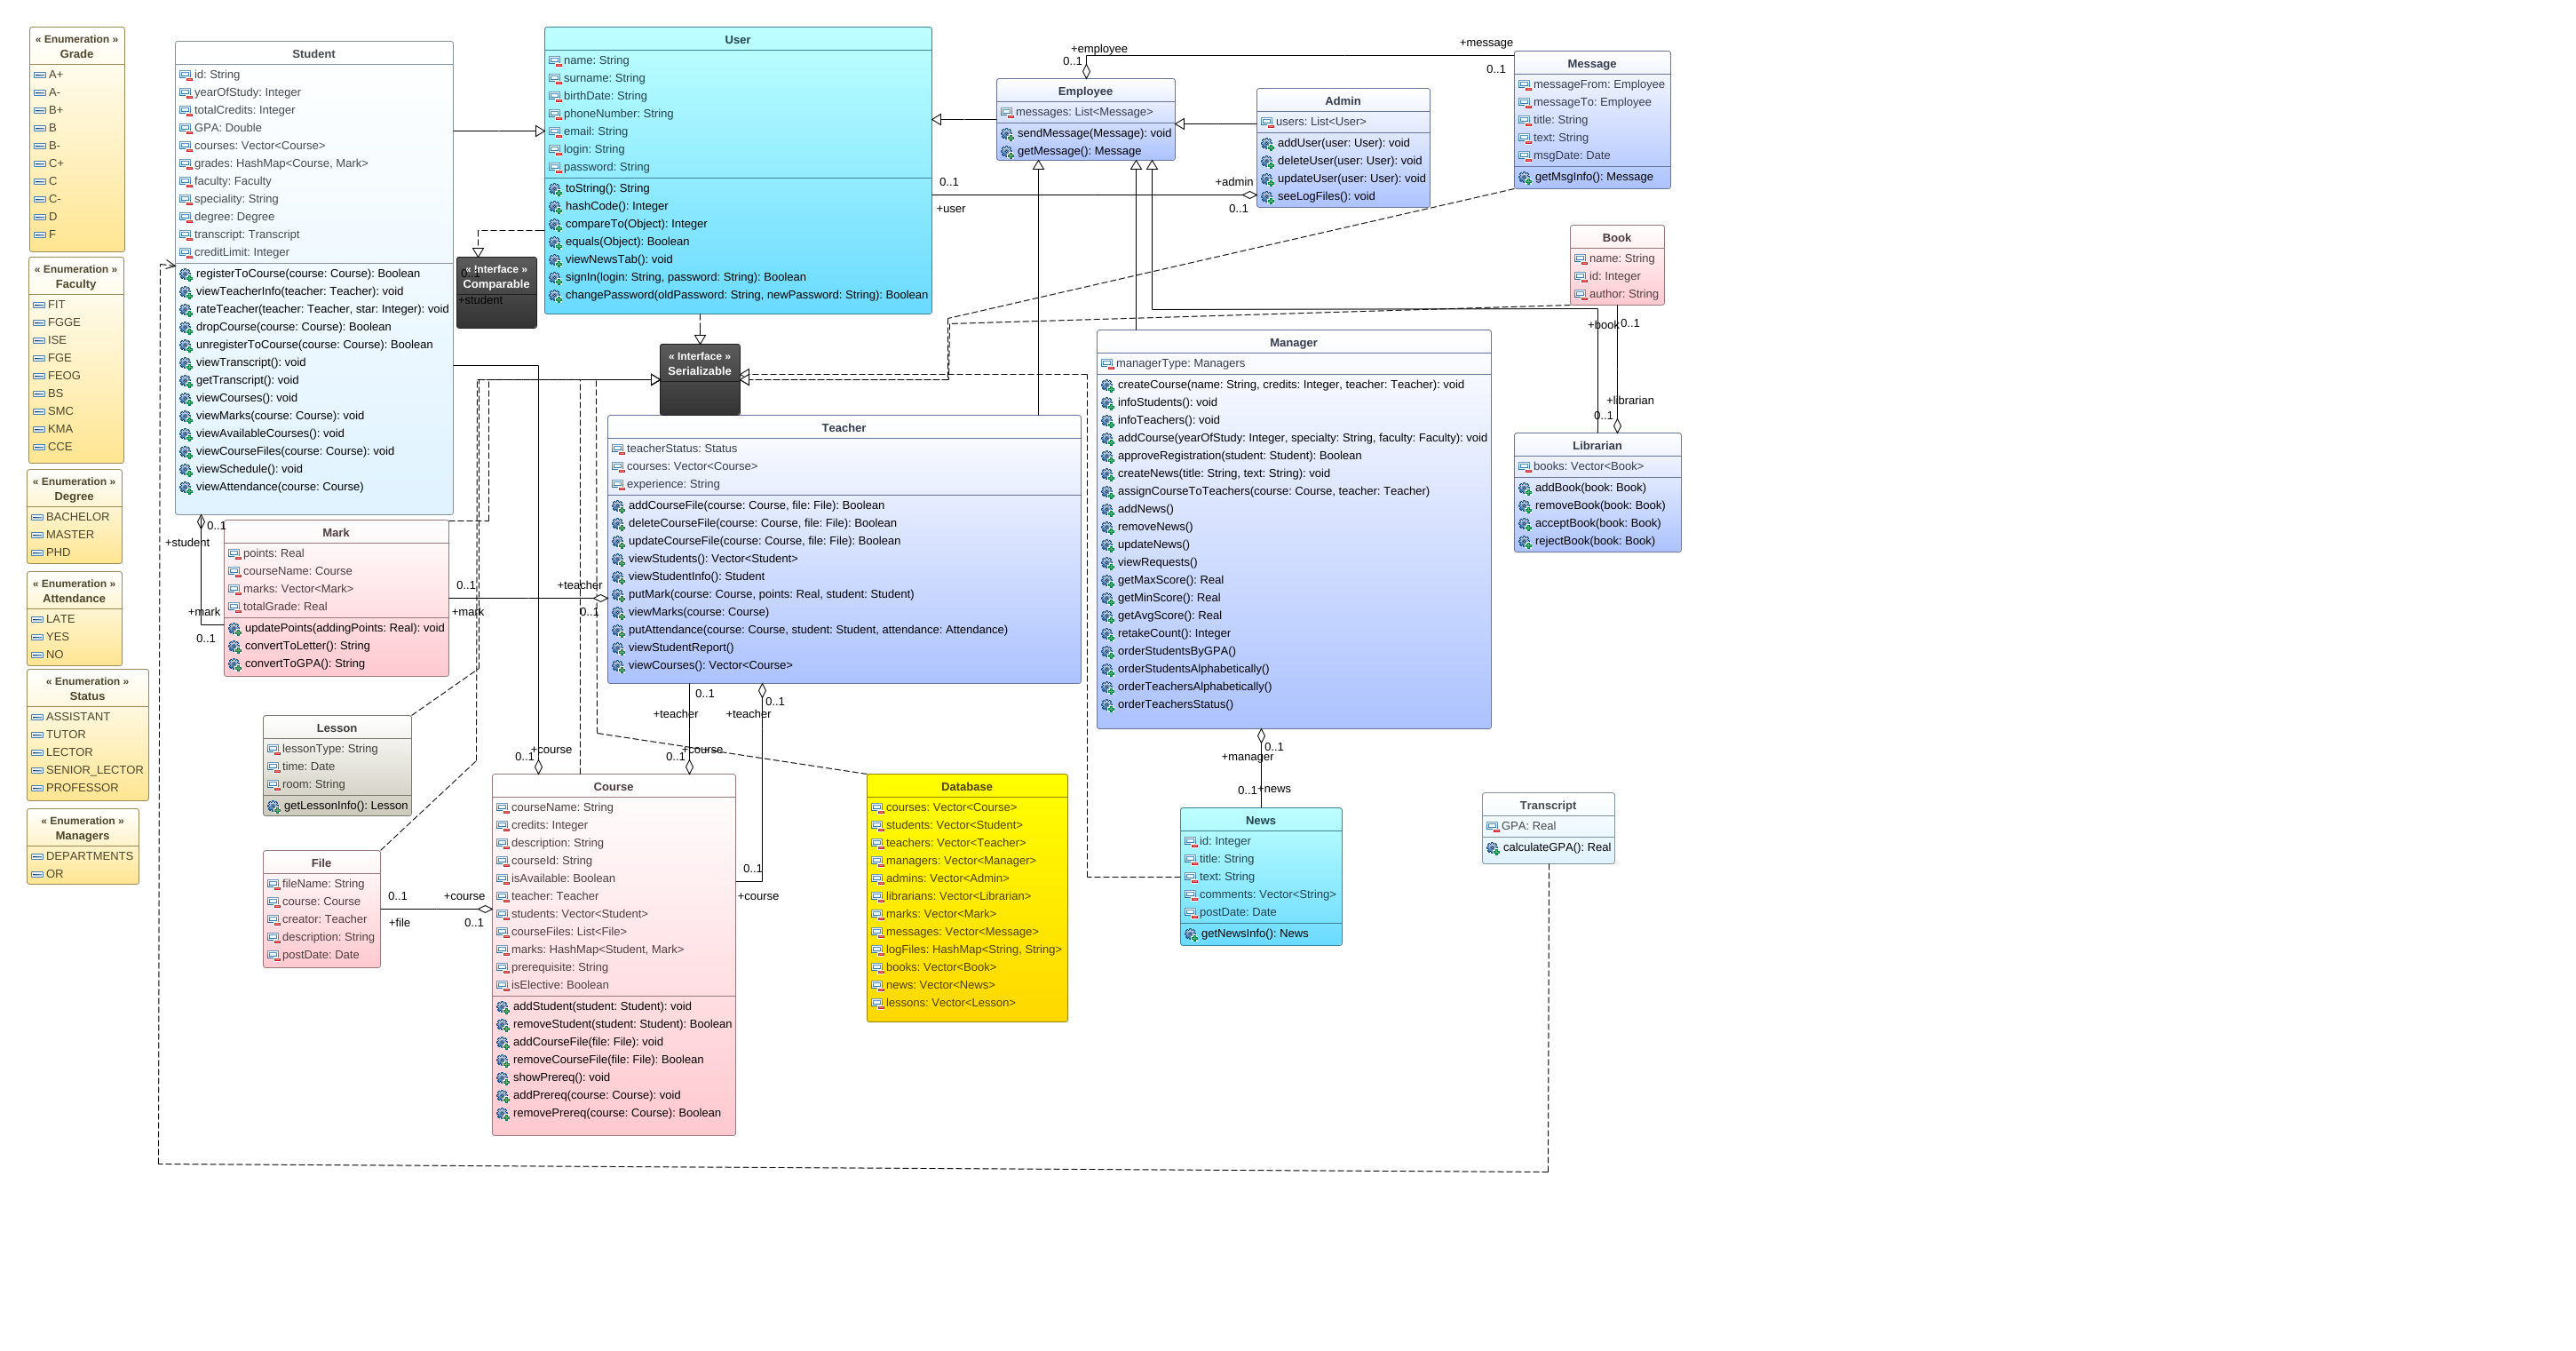 « Enumeration »
Grade
A+
A-
B+
B
B-
C+
C
C-
D
F
« Enumeration »
Faculty
FIT
FGGE
ISE
FGE
FEOG
BS
SMC
KMA
CCE
« Enumeration »
Degree
BACHELOR
MASTER
PHD
« Enumeration »
Attendance
LATE
YES
NO
« Enumeration »
Status
ASSISTANT
TUTOR
LECTOR
SENIOR_LECTOR
PROFESSOR
« Enumeration »
Managers
DEPARTMENTS
OR
Student
id: String
yearOfStudy: Integer
totalCredits: Integer
GPA: Double
courses: Vector<Course>
grades: HashMap<Course, Mark>
faculty: Faculty
speciality: String
degree: Degree
transcript: Transcript
creditLimit: Integer
registerToCourse(course: Course): Boolean
viewTeacherInfo(teacher: Teacher): void
rateTeacher(teacher: Teacher, star: Integer): void
dropCourse(course: Course): Boolean
unregisterToCourse(course: Course): Boolean
viewTranscript(): void
getTranscript(): void
viewCourses(): void
viewMarks(course: Course): void
viewAvailableCourses(): void
viewCourseFiles(course: Course): void
viewSchedule(): void
viewAttendance(course: Course)
0..1
+student
+mark
0..1
Mark
points: Real
courseName: Course
marks: Vector<Mark>
totalGrade: Real
updatePoints(addingPoints: Real): void
convertToLetter(): String
convertToGPA(): String
0..1
+mark
+teacher
0..1
Lesson
lessonType: String
time: Date
room: String
getLessonInfo(): Lesson
File
fileName: String
course: Course
creator: Teacher
description: String
postDate: Date
0..1
+file
+course
0..1
User
name: String
surname: String
birthDate: String
phoneNumber: String
email: String
login: String
password: String
toString(): String
hashCode(): Integer
compareTo(Object): Integer
equals(Object): Boolean
viewNewsTab(): void
signIn(login: String, password: String): Boolean
changePassword(oldPassword: String, newPassword: String): Boolean
« Interface »
Comparable
0..1
+student
« Interface »
Serializable
Teacher
teacherStatus: Status
courses: Vector<Course>
experience: String
addCourseFile(course: Course, file: File): Boolean
deleteCourseFile(course: Course, file: File): Boolean
updateCourseFile(course: Course, file: File): Boolean
viewStudents(): Vector<Student>
viewStudentInfo(): Student
putMark(course: Course, points: Real, student: Student)
viewMarks(course: Course)
putAttendance(course: Course, student: Student, attendance: Attendance)
viewStudentReport()
viewCourses(): Vector<Course>
0..1
+teacher
0..1
+teacher
+course
0..1
+course
0..1
0..1
+course
Course
courseName: String
credits: Integer
description: String
courseId: String
isAvailable: Boolean
teacher: Teacher
students: Vector<Student>
courseFiles: List<File>
marks: HashMap<Student, Mark>
prerequisite: String
isElective: Boolean
addStudent(student: Student): void
removeStudent(student: Student): Boolean
addCourseFile(file: File): void
removeCourseFile(file: File): Boolean
showPrereq(): void
addPrereq(course: Course): void
removePrereq(course: Course): Boolean
Database
courses: Vector<Course>
students: Vector<Student>
teachers: Vector<Teacher>
managers: Vector<Manager>
admins: Vector<Admin>
librarians: Vector<Librarian>
marks: Vector<Mark>
messages: Vector<Message>
logFiles: HashMap<String, String>
books: Vector<Book>
news: Vector<News>
lessons: Vector<Lesson>
+employee
0..1
+message
0..1
Employee
messages: List<Message>
sendMessage(Message): void
getMessage(): Message
Admin
users: List<User>
addUser(user: User): void
deleteUser(user: User): void
updateUser(user: User): void
seeLogFiles(): void
0..1
+user
+admin
0..1
Message
messageFrom: Employee
messageTo: Employee
title: String
text: String
msgDate: Date
getMsgInfo(): Message
Book
name: String
id: Integer
author: String
+book
0..1
+librarian
0..1
Librarian
books: Vector<Book>
addBook(book: Book)
removeBook(book: Book)
acceptBook(book: Book)
rejectBook(book: Book)
Manager
managerType: Managers
createCourse(name: String, credits: Integer, teacher: Teacher): void
infoStudents(): void
infoTeachers(): void
addCourse(yearOfStudy: Integer, specialty: String, faculty: Faculty): void
approveRegistration(student: Student): Boolean
createNews(title: String, text: String): void
assignCourseToTeachers(course: Course, teacher: Teacher)
addNews()
removeNews()
updateNews()
viewRequests()
getMaxScore(): Real
getMinScore(): Real
getAvgScore(): Real
retakeCount(): Integer
orderStudentsByGPA()
orderStudentsAlphabetically()
orderTeachersAlphabetically()
orderTeachersStatus()
0..1
+manager
0..1
+news
News
id: Integer
title: String
text: String
comments: Vector<String>
postDate: Date
getNewsInfo(): News
Transcript
GPA: Real
calculateGPA(): Real